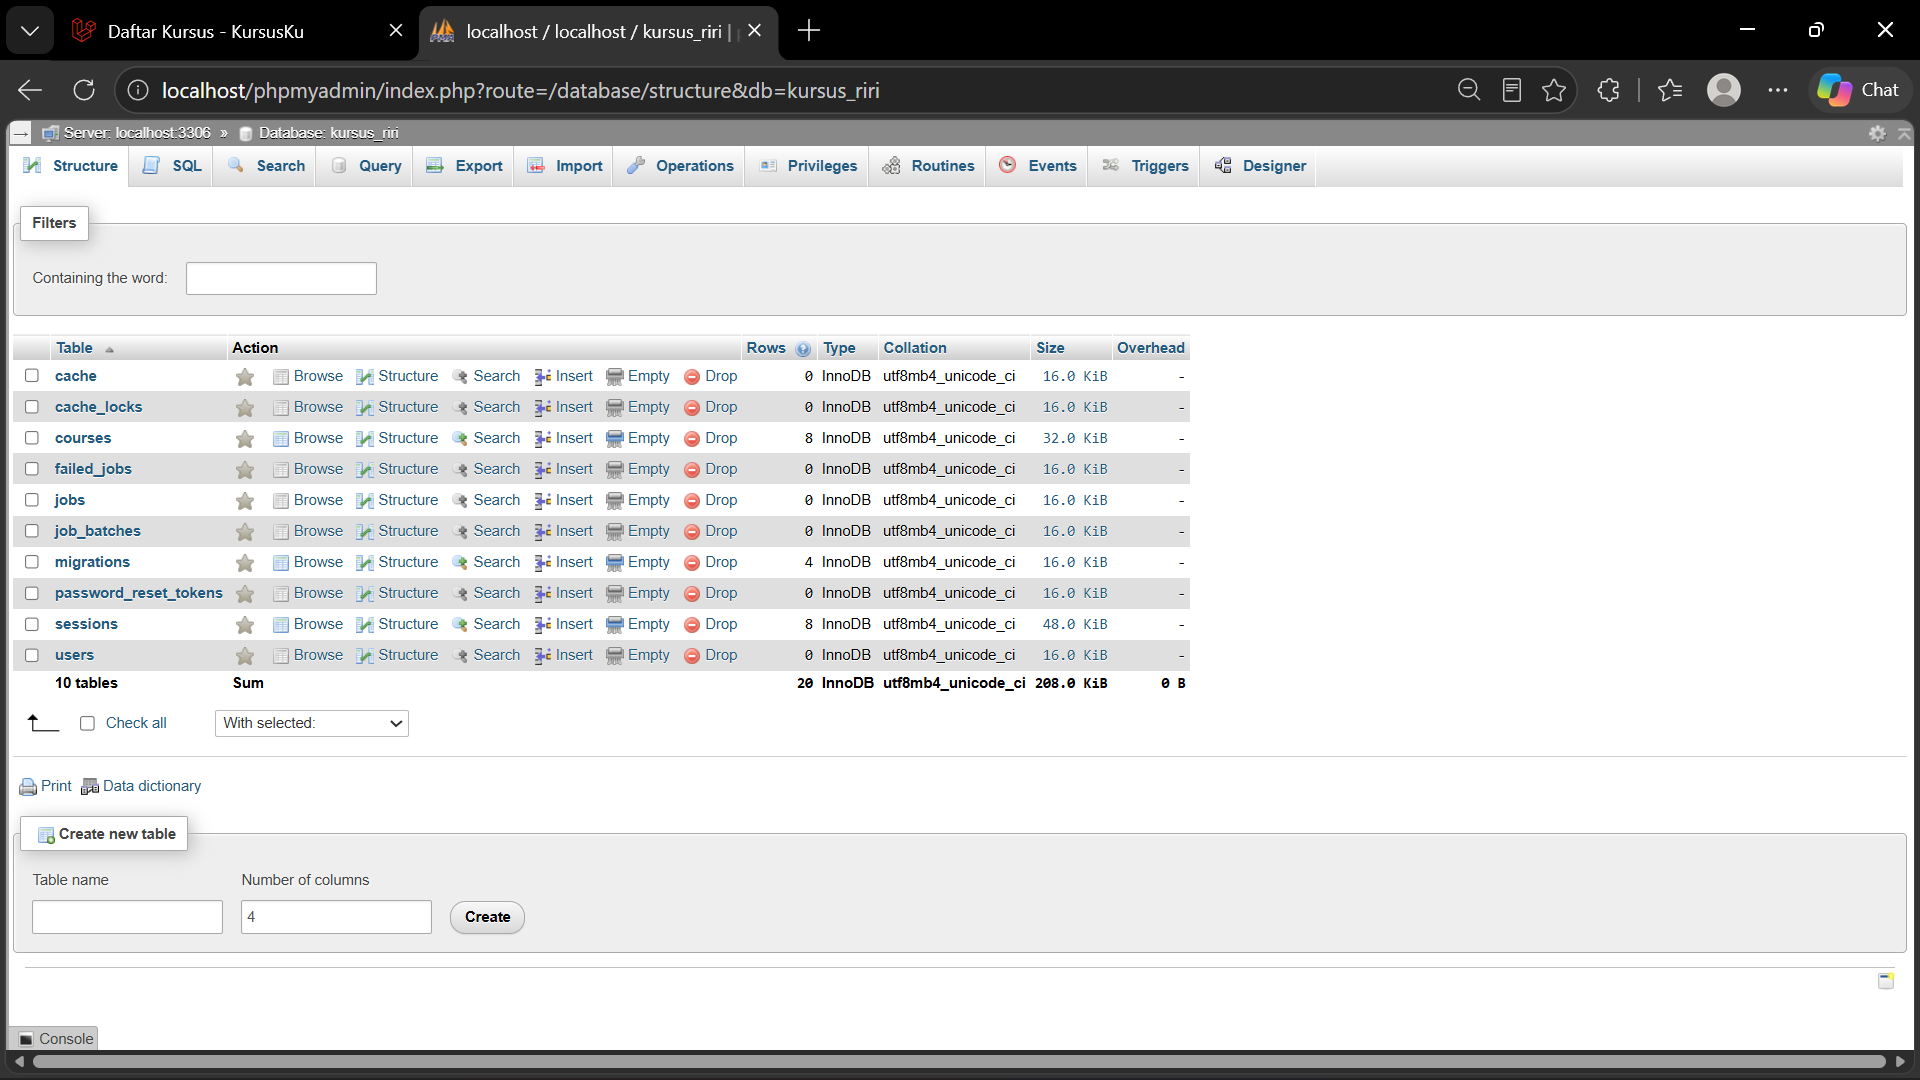 Daftar Kursus - KursusKu
localhost / localhost / kursus_riri |
localhost/phpmyadmin/index.php?route=/database/structure&db=kursus_riri
Chat
Server: localhost:3306 » Database: kursus_riri
Structure SQL Search Query Export Import Operations Privileges Routines Events Triggers Designer
Filters
Containing the word:
Table Action Rows Type Collation Size Overhead
cache Browse Structure Search Insert Empty Drop 0 InnoDB utf8mb4_unicode_ci 16.0 KiB -
cache_locks Browse Structure Search Insert Empty Drop 0 InnoDB utf8mb4_unicode_ci 16.0 KiB -
courses Browse Structure Search Insert Empty Drop 8 InnoDB utf8mb4_unicode_ci 32.0 KiB -
failed_jobs Browse Structure Search Insert Empty Drop 0 InnoDB utf8mb4_unicode_ci 16.0 KiB -
jobs Browse Structure Search Insert Empty Drop 0 InnoDB utf8mb4_unicode_ci 16.0 KiB -
job_batches Browse Structure Search Insert Empty Drop 0 InnoDB utf8mb4_unicode_ci 16.0 KiB -
migrations Browse Structure Search Insert Empty Drop 4 InnoDB utf8mb4_unicode_ci 16.0 KiB -
password_reset_tokens Browse Structure Search Insert Empty Drop 0 InnoDB utf8mb4_unicode_ci 16.0 KiB -
sessions Browse Structure Search Insert Empty Drop 8 InnoDB utf8mb4_unicode_ci 48.0 KiB -
users Browse Structure Search Insert Empty Drop 0 InnoDB utf8mb4_unicode_ci 16.0 KiB -
10 tables Sum 20 InnoDB utf8mb4_unicode_ci 208.0 KiB 0 B
Check all With selected:
Print Data dictionary
Create new table
Table name Number of columns
4 Create
Console